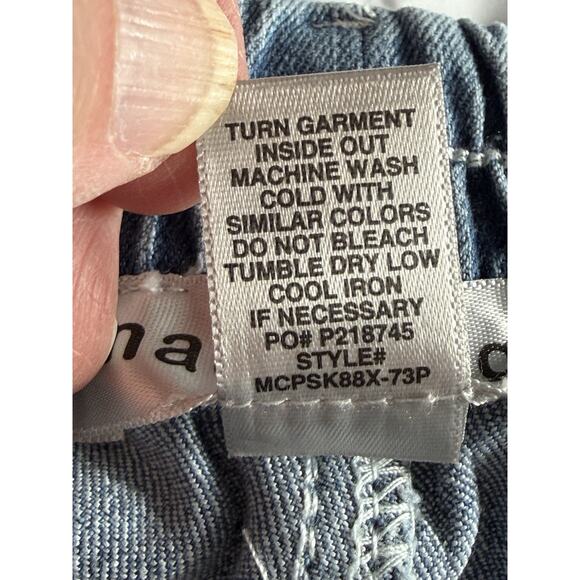 TURN GARMENT
INSIDE OUT
MACHINE WASH
COLD WITH
SIMILAR COLORS
DO NOT BLEACH
TUMBLE DRY LOW
COOL IRON
IF NECESSARY
PO# P218745
STYLE#
MCPSK88X-73P
ma